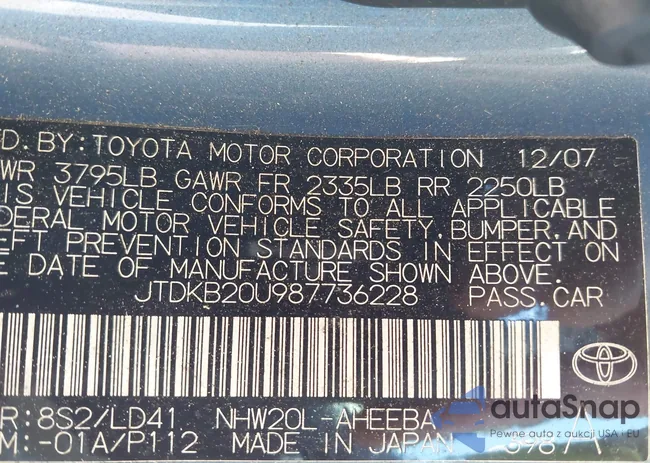 D. BY: TOYOTA MOTOR CORPORATION 12/07
WR 3795LB GAWR FR 2335LB RR 2250LB
IS VEHICLE CONFORMS TO ALL APPLICABLE
DERAL MOTOR VEHICLE SAFETY, BUMPER, AND
EFT PREVENTION STANDARDS IN EFFECT ON
E DATE OF MANUFACTURE SHOWN ABOVE.
JTDKB20U987736228 PASS. CAR
R: 8S2/LD41 NHW20L-AHEEBA
M: -01A/P112 MADE IN JAPAN
autoSnap
Pewne auto z aukcji USA i EU